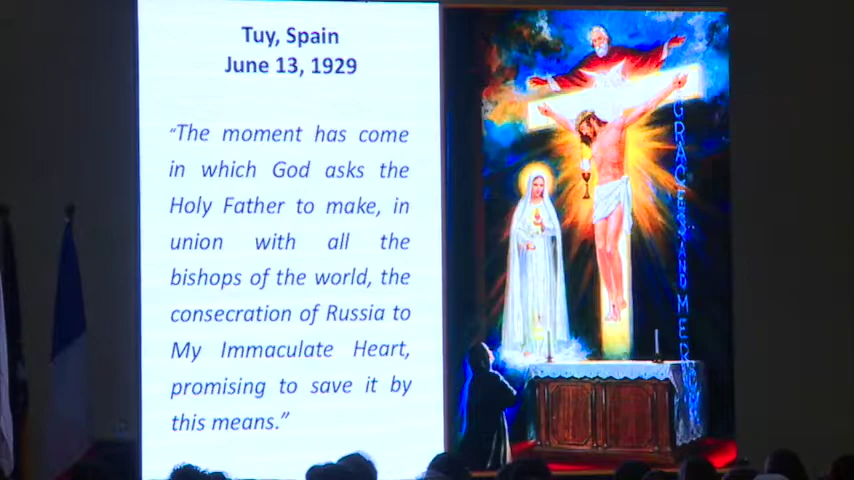 Tuy, Spain
June 13, 1929
“The moment has come
in which God asks the
Holy Father to make, in
union with all the
bishops of the world, the
consecration of Russia to
My Immaculate Heart,
promising to save it by
this means.”
GRACES AND MERCY